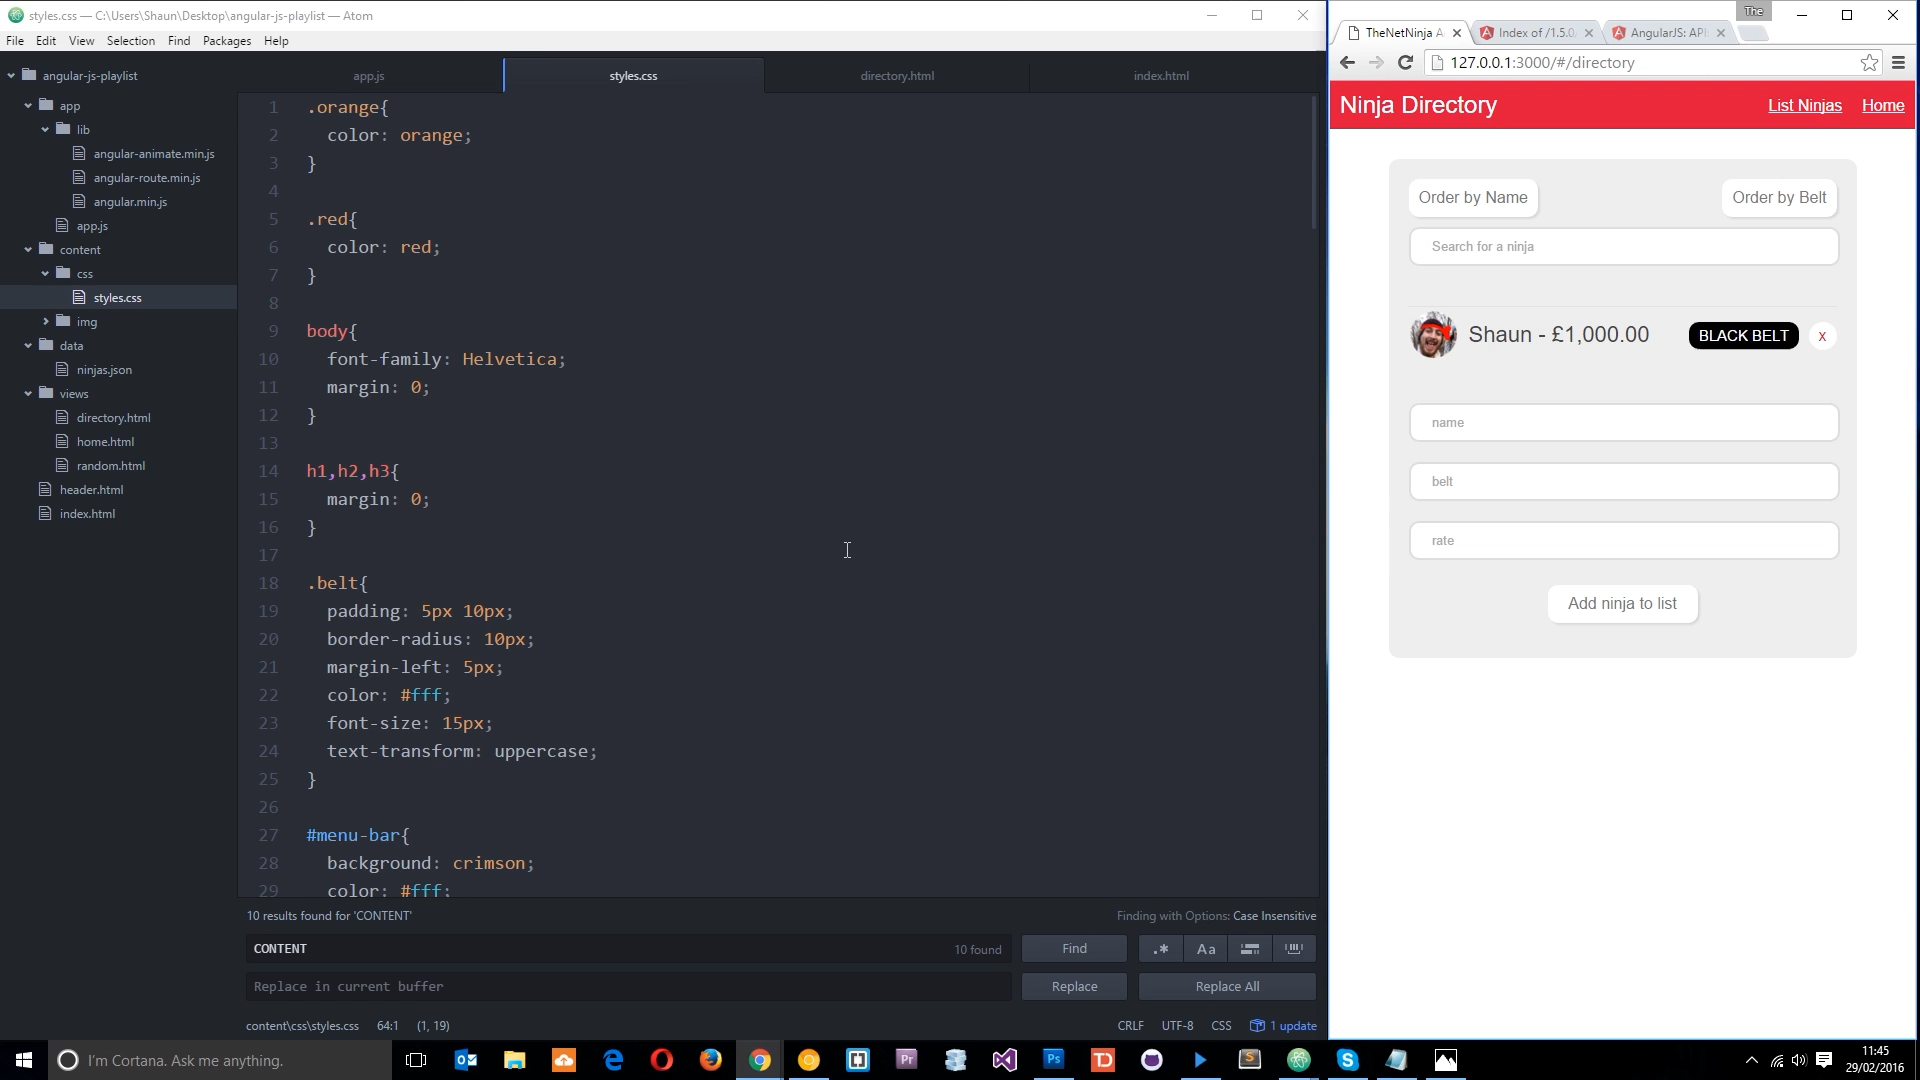 styles.css — C:\Users\Shaun\Desktop\angular-js-playlist — Atom
File Edit View Selection Find Packages Help
angular-js-playlist
app
lib
angular-animate.min.js
angular-route.min.js
angular.min.js
app.js
content
css
styles.css
img
data
ninjas.json
views
directory.html
home.html
random.html
header.html
index.html
app.js styles.css directory.html index.html
1 .orange{
2 color: orange;
3 }
4
5 .red{
6 color: red;
7 }
8
9 body{
10 font-family: Helvetica;
11 margin: 0;
12 }
13
14 h1,h2,h3{
15 margin: 0;
16 }
17
18 .belt{
19 padding: 5px 10px;
20 border-radius: 10px;
21 margin-left: 5px;
22 color: #fff;
23 font-size: 15px;
24 text-transform: uppercase;
25 }
26
27 #menu-bar{
28 background: crimson;
29 color: #fff;
10 results found for 'CONTENT' Finding with Options: Case Insensitive
CONTENT 10 found Find .* Aa
Replace in current buffer Replace Replace All
content\css\styles.css 64:1 (1, 19) CRLF UTF-8 CSS 1 update
The
TheNetNinja A Index of /1.5.0/ AngularJS: API
127.0.0.1:3000/#/directory
Ninja Directory List Ninjas Home
Order by Name Order by Belt
Search for a ninja
Shaun - £1,000.00 BLACK BELT x
name
belt
rate
Add ninja to list
I'm Cortana. Ask me anything.
Pr Ps TD S
11:45
29/02/2016